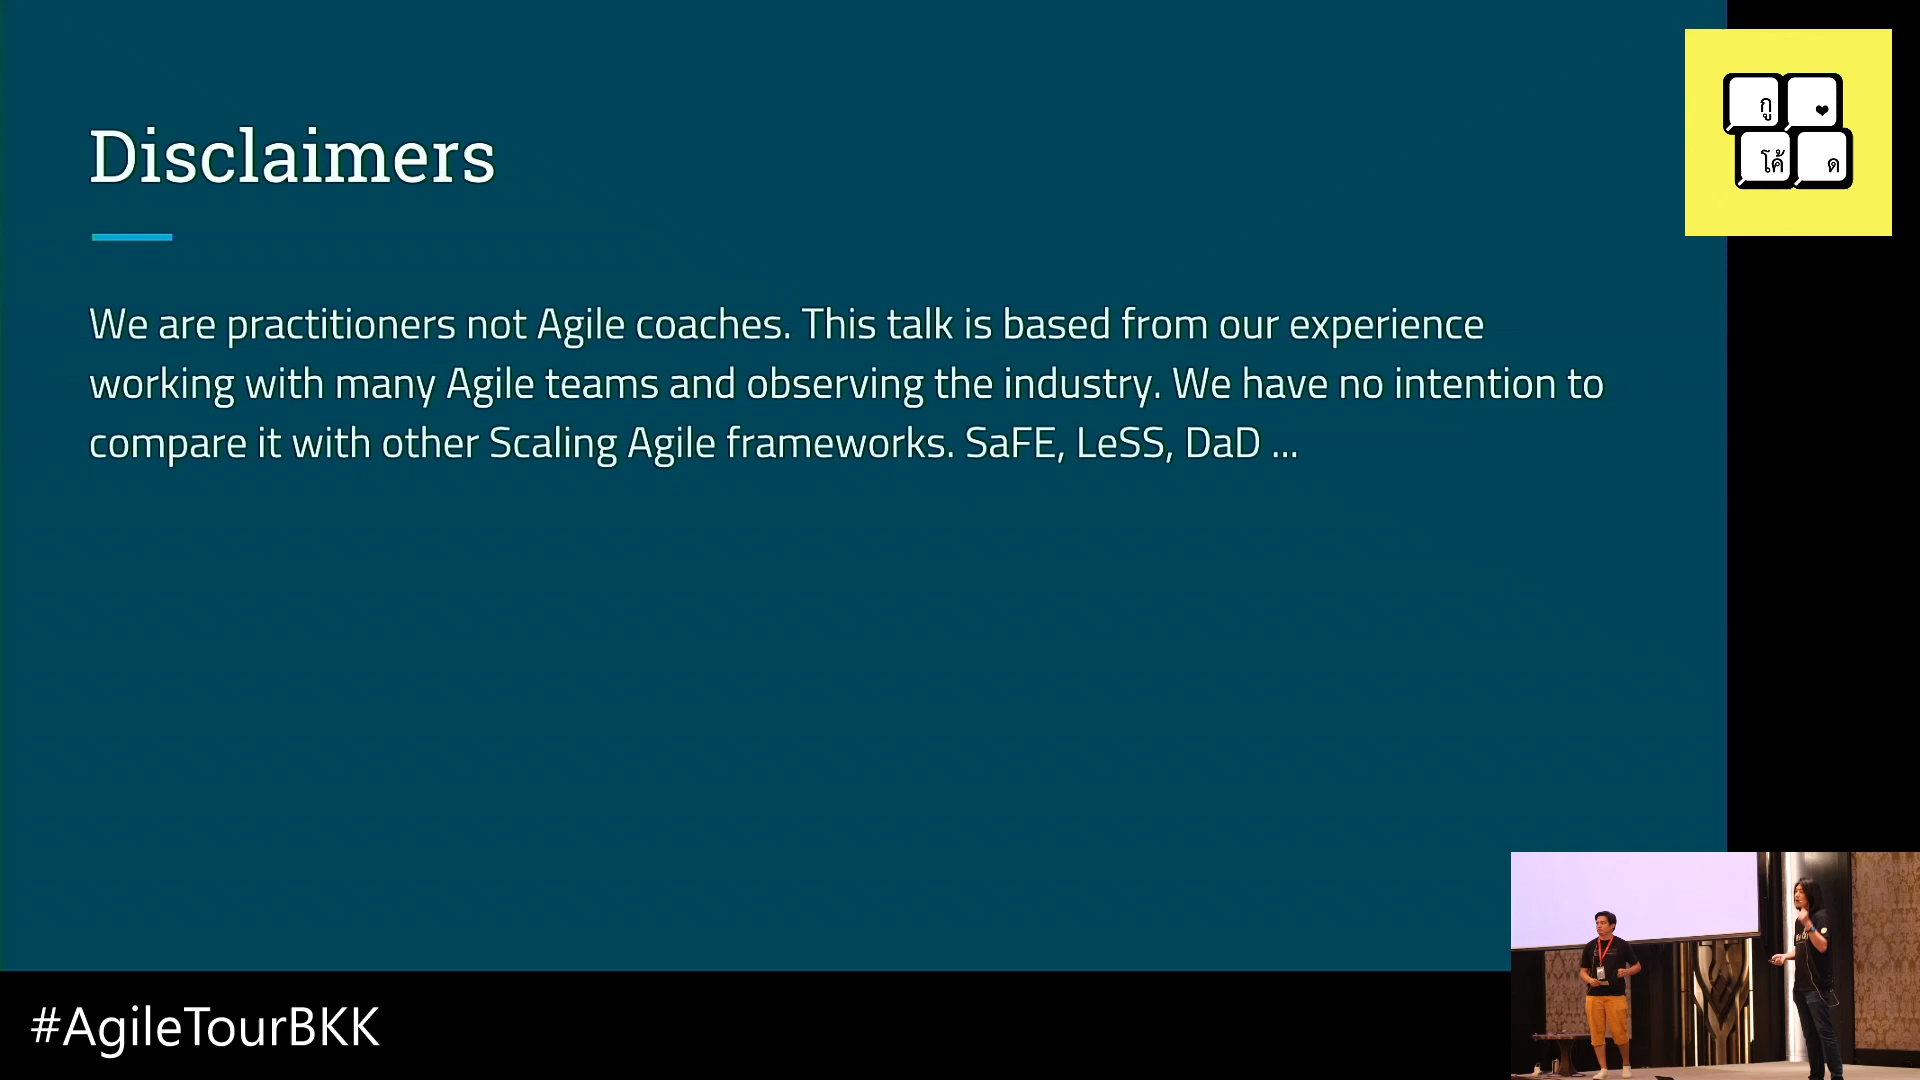 Disclaimers
We are practitioners not Agile coaches. This talk is based from our experience
working with many Agile teams and observing the industry. We have no intention to
compare it with other Scaling Agile frameworks. SaFE, LeSS, DaD ...
กู ❤
โค้ ด
#AgileTourBKK